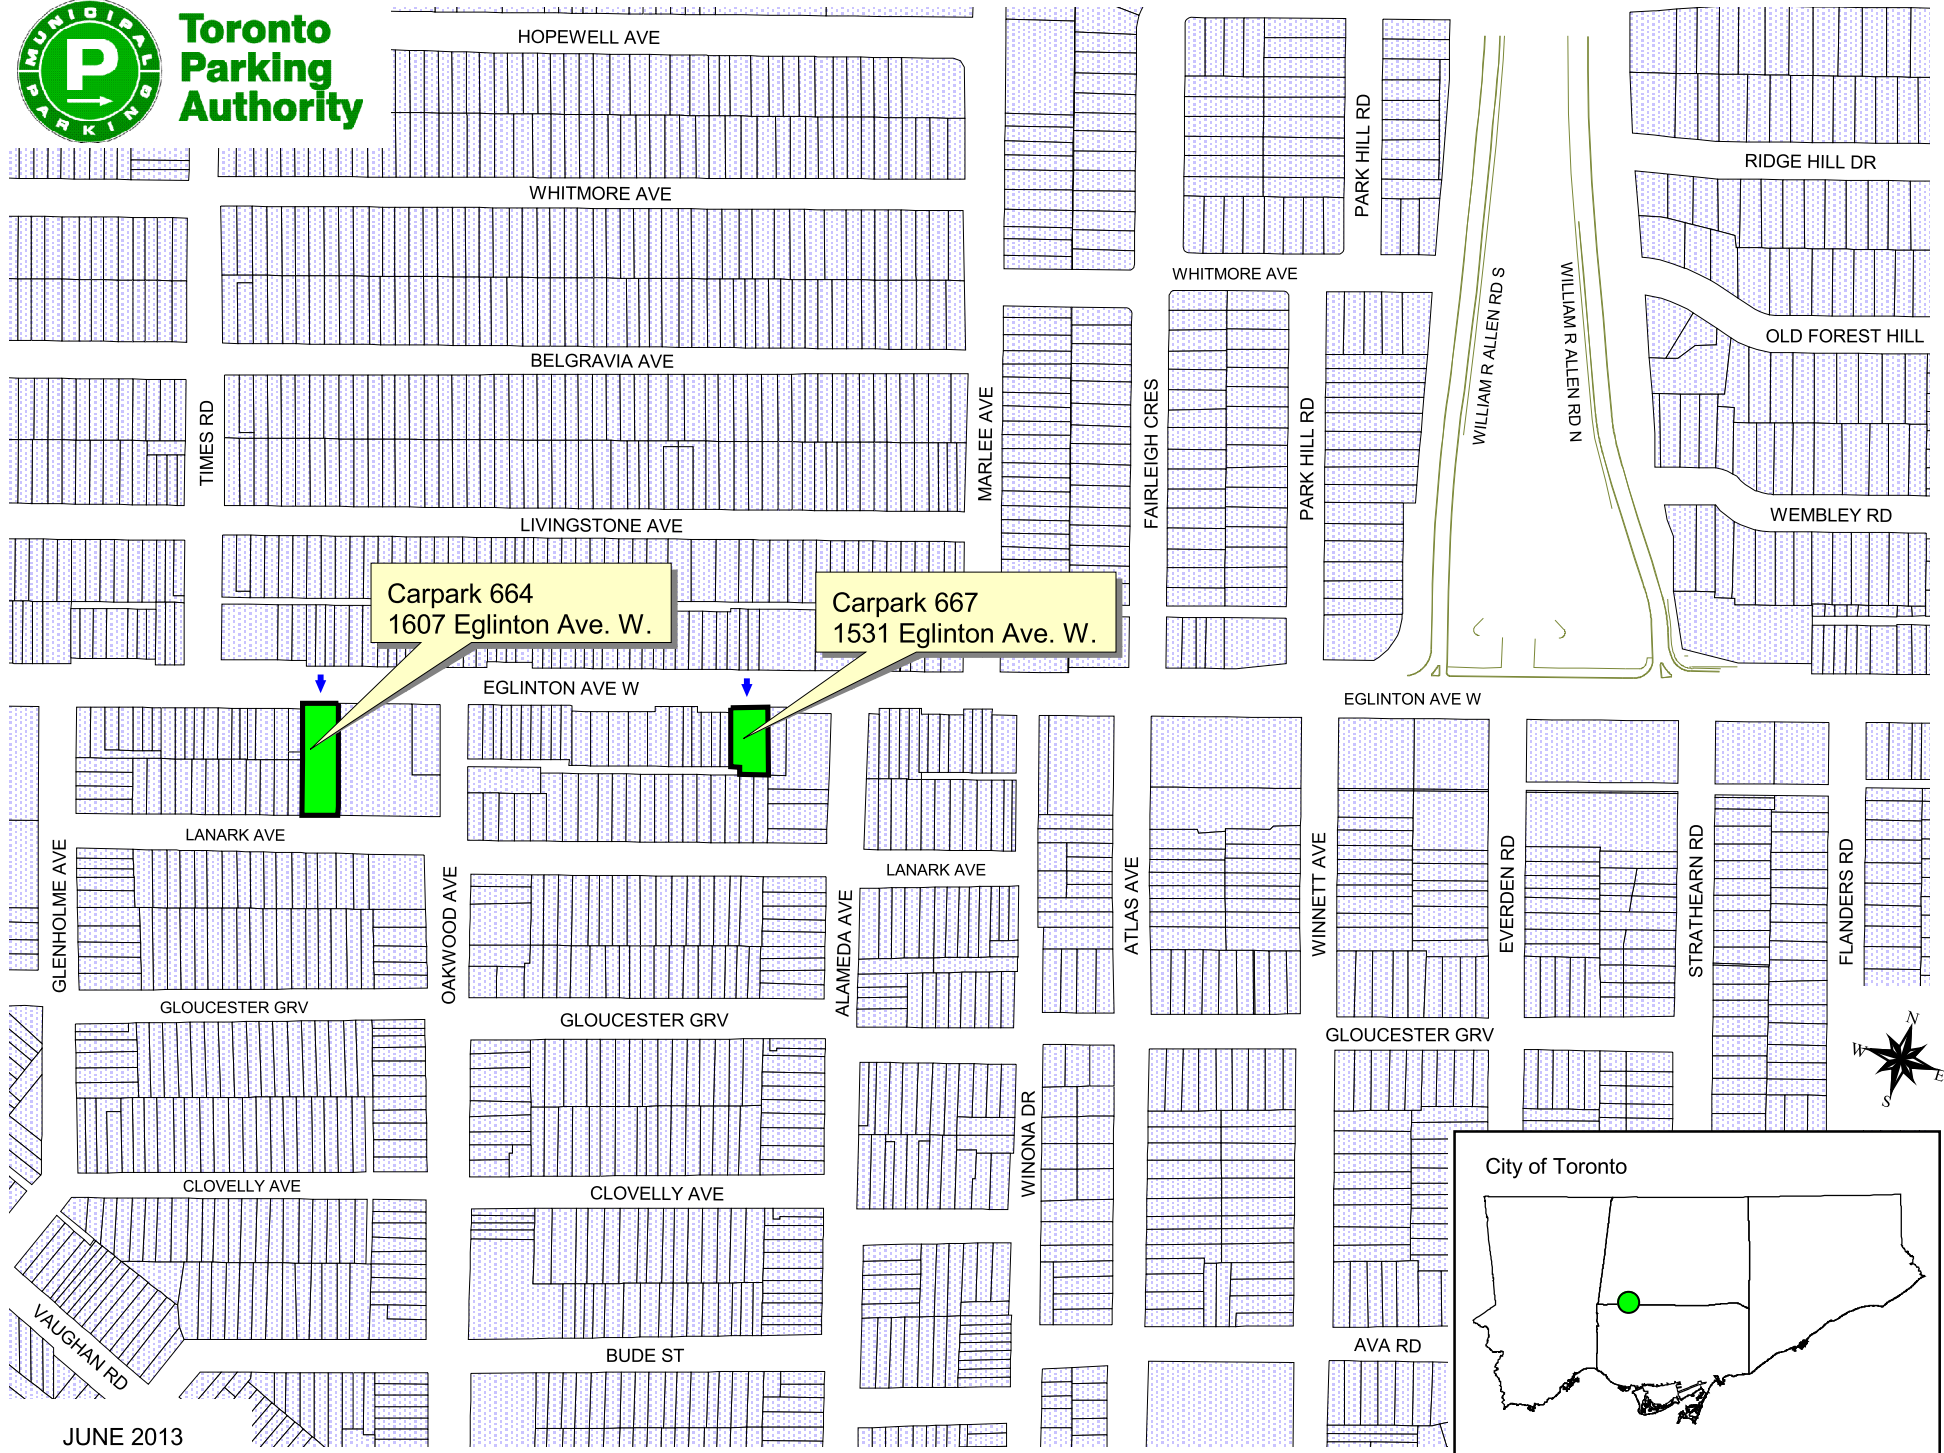 MUNICIPAL PARKING
P
Toronto
Parking
Authority
HOPEWELL AVE
PARK HILL RD
RIDGE HILL DR
WHITMORE AVE
WHITMORE AVE
WILLIAM R ALLEN RD S
WILLIAM R ALLEN RD N
OLD FOREST HILL
BELGRAVIA AVE
TIMES RD
MARLEE AVE
FAIRLEIGH CRES
PARK HILL RD
WEMBLEY RD
LIVINGSTONE AVE
Carpark 664
1607 Eglinton Ave. W.
Carpark 667
1531 Eglinton Ave. W.
EGLINTON AVE W
EGLINTON AVE W
LANARK AVE
LANARK AVE
GLENHOLME AVE
OAKWOOD AVE
ALAMEDA AVE
ATLAS AVE
WINNETT AVE
EVERDEN RD
STRATHEARN RD
FLANDERS RD
GLOUCESTER GRV
GLOUCESTER GRV
GLOUCESTER GRV
N
W
E
S
WINONA DR
CLOVELLY AVE
CLOVELLY AVE
City of Toronto
VAUGHAN RD
BUDE ST
AVA RD
JUNE 2013